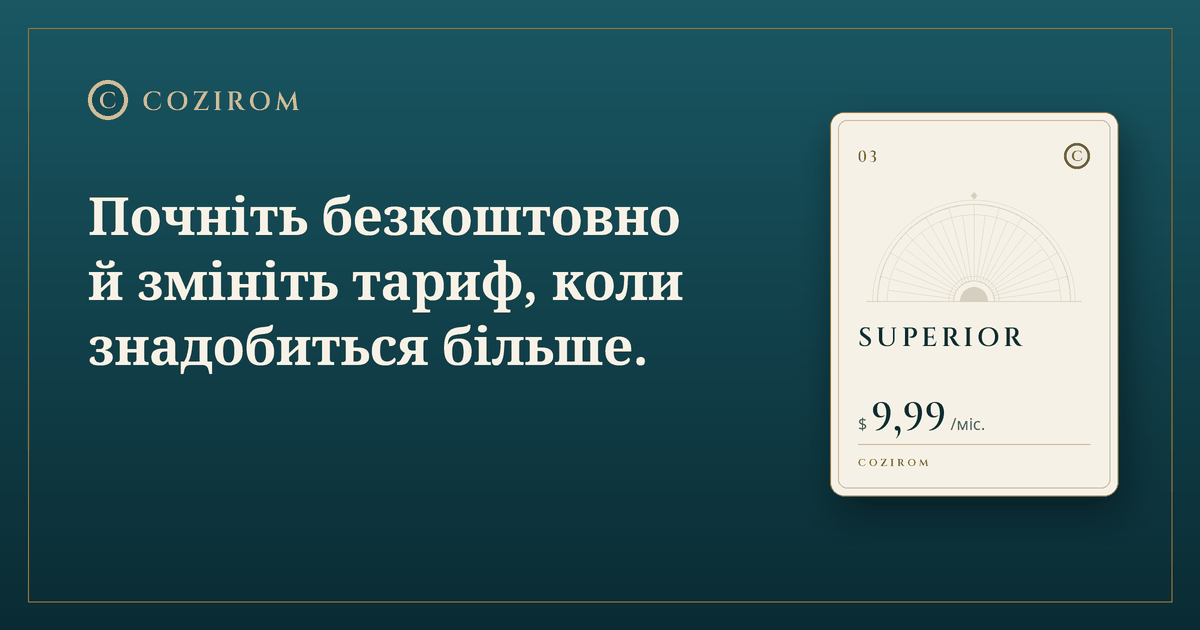 C COZIROM
Почніть безкоштовно
й змініть тариф, коли
знадобиться більше.
03 C
SUPERIOR
$ 9,99 /міс.
COZIROM